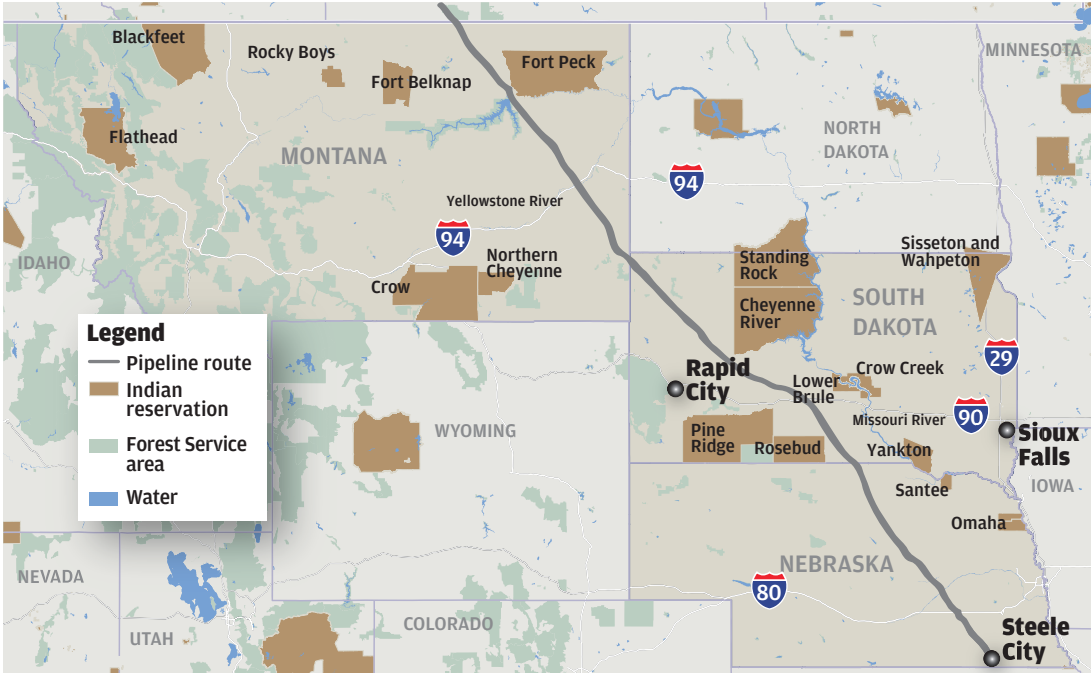 Blackfeet
Rocky Boys
Fort Belknap
Fort Peck
MINNESOTA
Flathead
MONTANA
NORTH
DAKOTA
94
Yellowstone River
94
IDAHO
Crow
Northern
Cheyenne
Standing
Rock
Cheyenne
River
Sisseton and
Wahpeton
SOUTH
DAKOTA
29
Legend
Pipeline route
Indian
reservation
Forest Service
area
Water
Rapid
City
Lower
Brule
Crow Creek
Missouri River
90
Sioux
Falls
WYOMING
Pine
Ridge
Rosebud
Yankton
Santee
IOWA
Omaha
NEVADA
UTAH
COLORADO
NEBRASKA
80
Steele
City